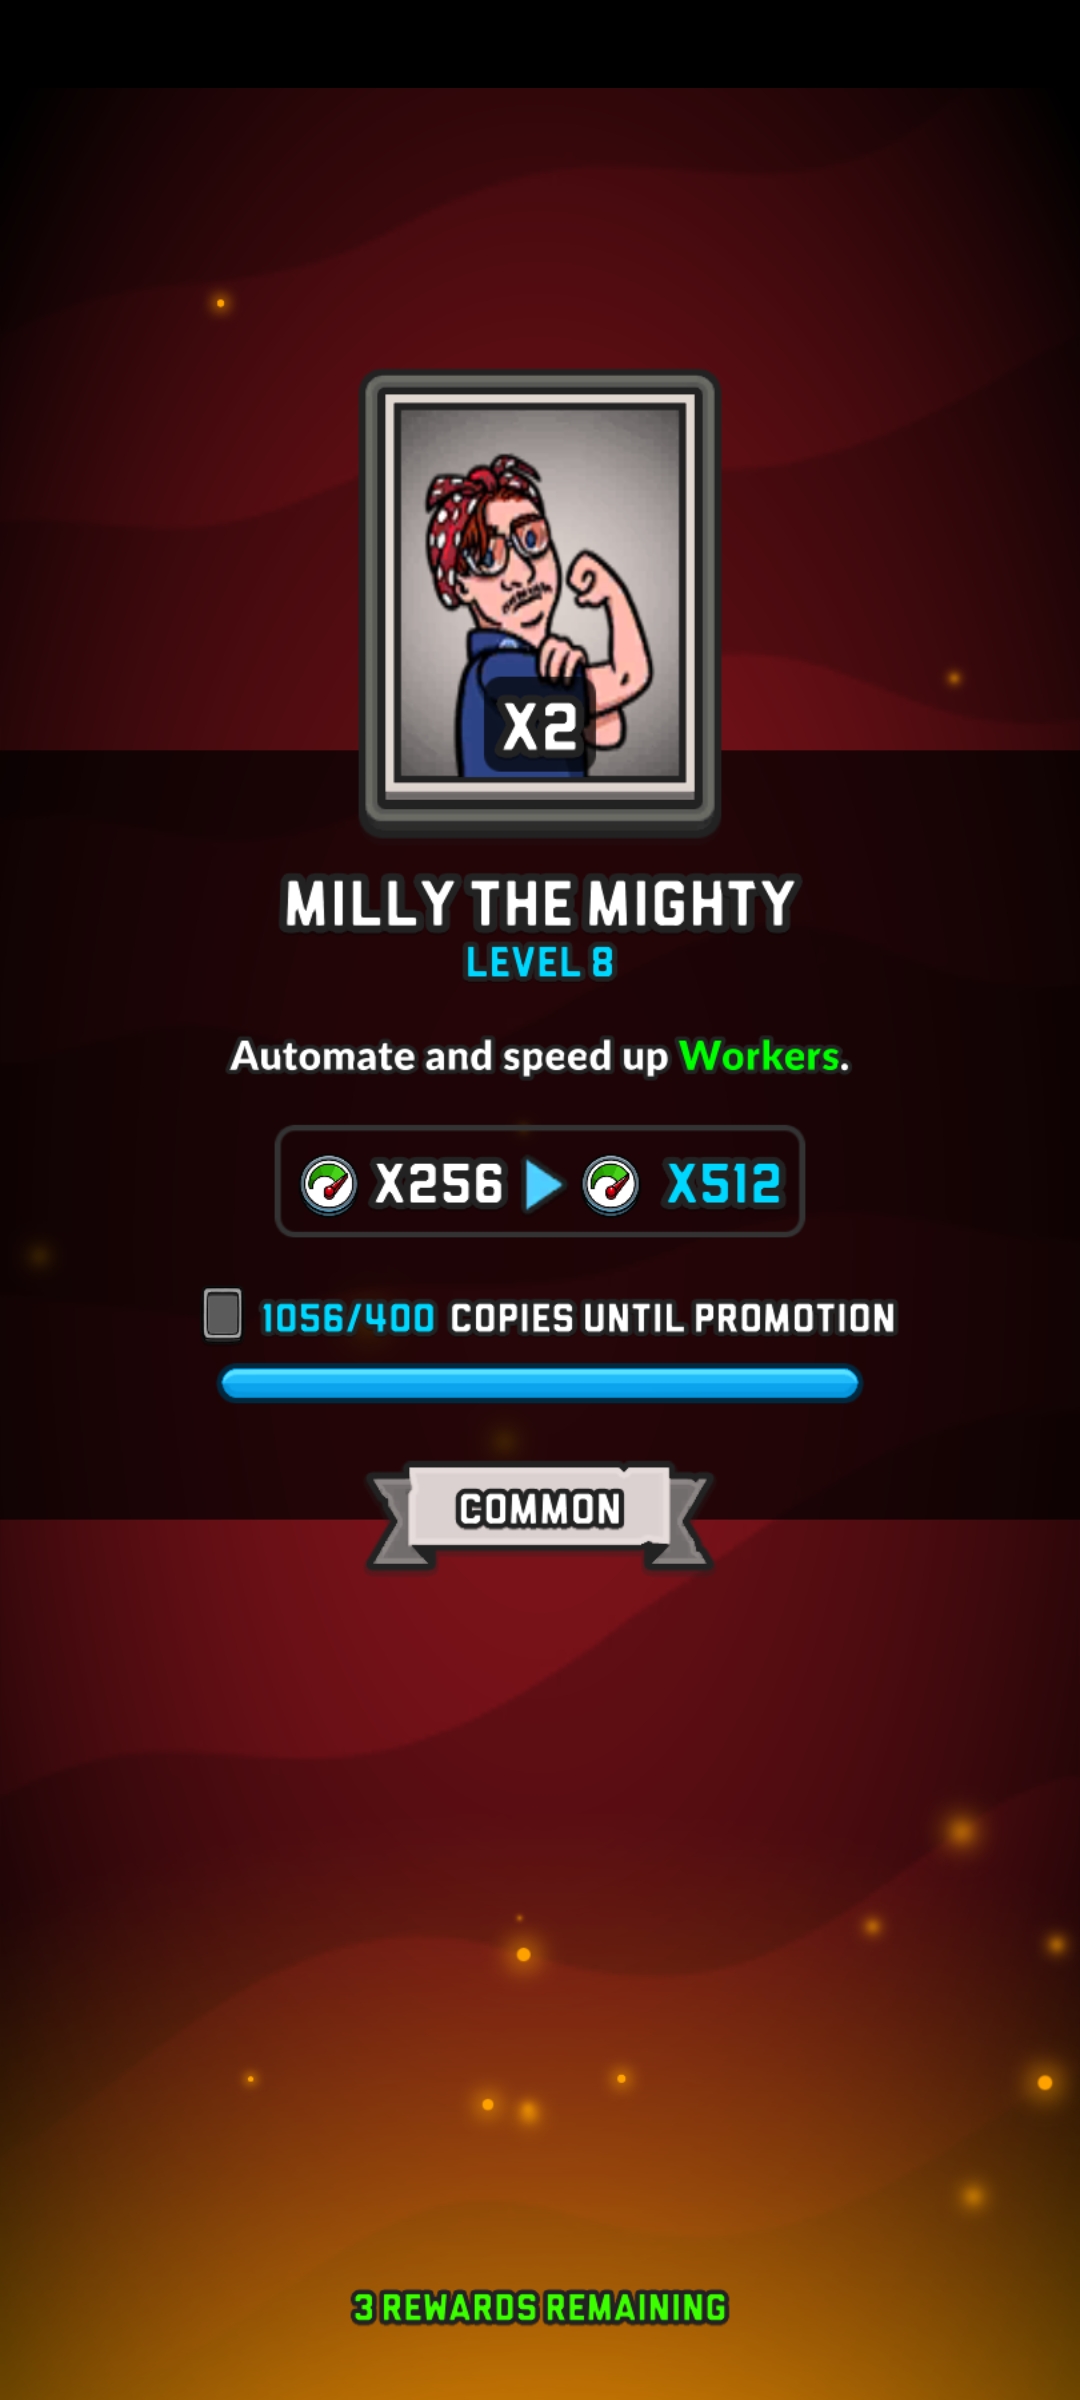 X2
MILLY THE MIGHTY
LEVEL 8
Automate and speed up Workers.
X256 X512
1056/400 COPIES UNTIL PROMOTION
COMMON
3 REWARDS REMAINING